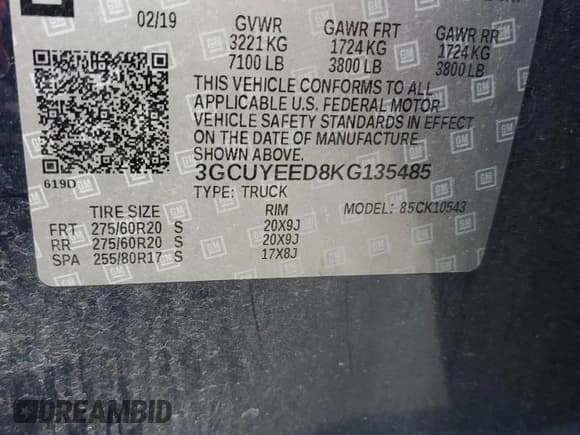 02/19 GVWR GAWR FRT GAWR RR
3221 KG 1724 KG 1724 KG
7100 LB 3800 LB 3800 LB
THIS VEHICLE CONFORMS TO ALL
APPLICABLE U.S. FEDERAL MOTOR
VEHICLE SAFETY STANDARDS IN EFFECT
ON THE DATE OF MANUFACTURE
SHOWN ABOVE.
619D 3GCUYEED8KG135485
TYPE: TRUCK
TIRE SIZE RIM MODEL: 85CK10543
FRT 275/60R20 S 20X9J
RR 275/60R20 S 20X9J
SPA 255/80R17 S 17X8J
GM
DREAMBID